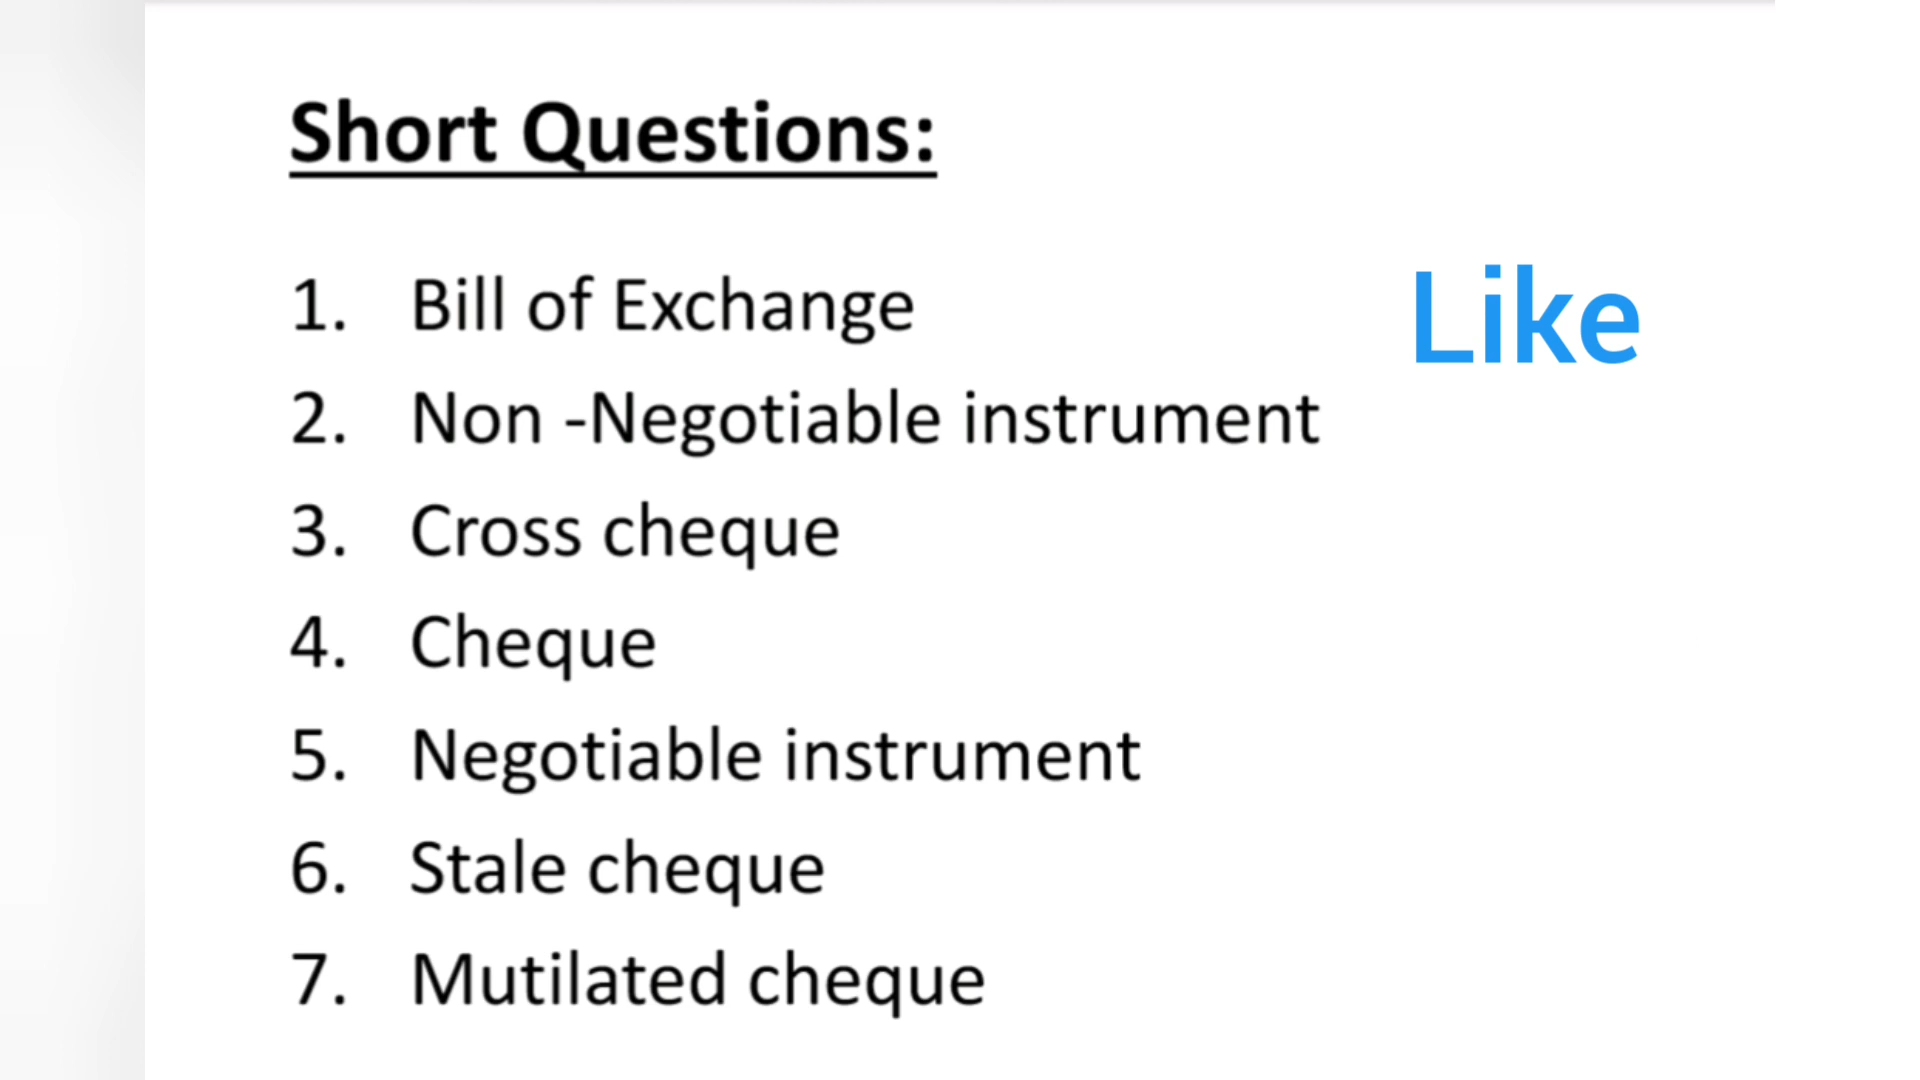 Short Questions:
1. Bill of Exchange
Like
2. Non -Negotiable instrument
3. Cross cheque
4. Cheque
5. Negotiable instrument
6. Stale cheque
7. Mutilated cheque